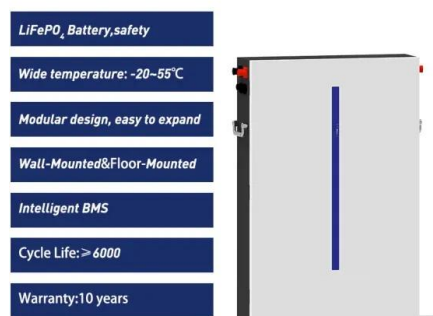 LiFePO₄ Battery,safety
Wide temperature: -20~55℃
Modular design, easy to expand
Wall-Mounted&Floor-Mounted
Intelligent BMS
Cycle Life:≥6000
Warranty:10 years